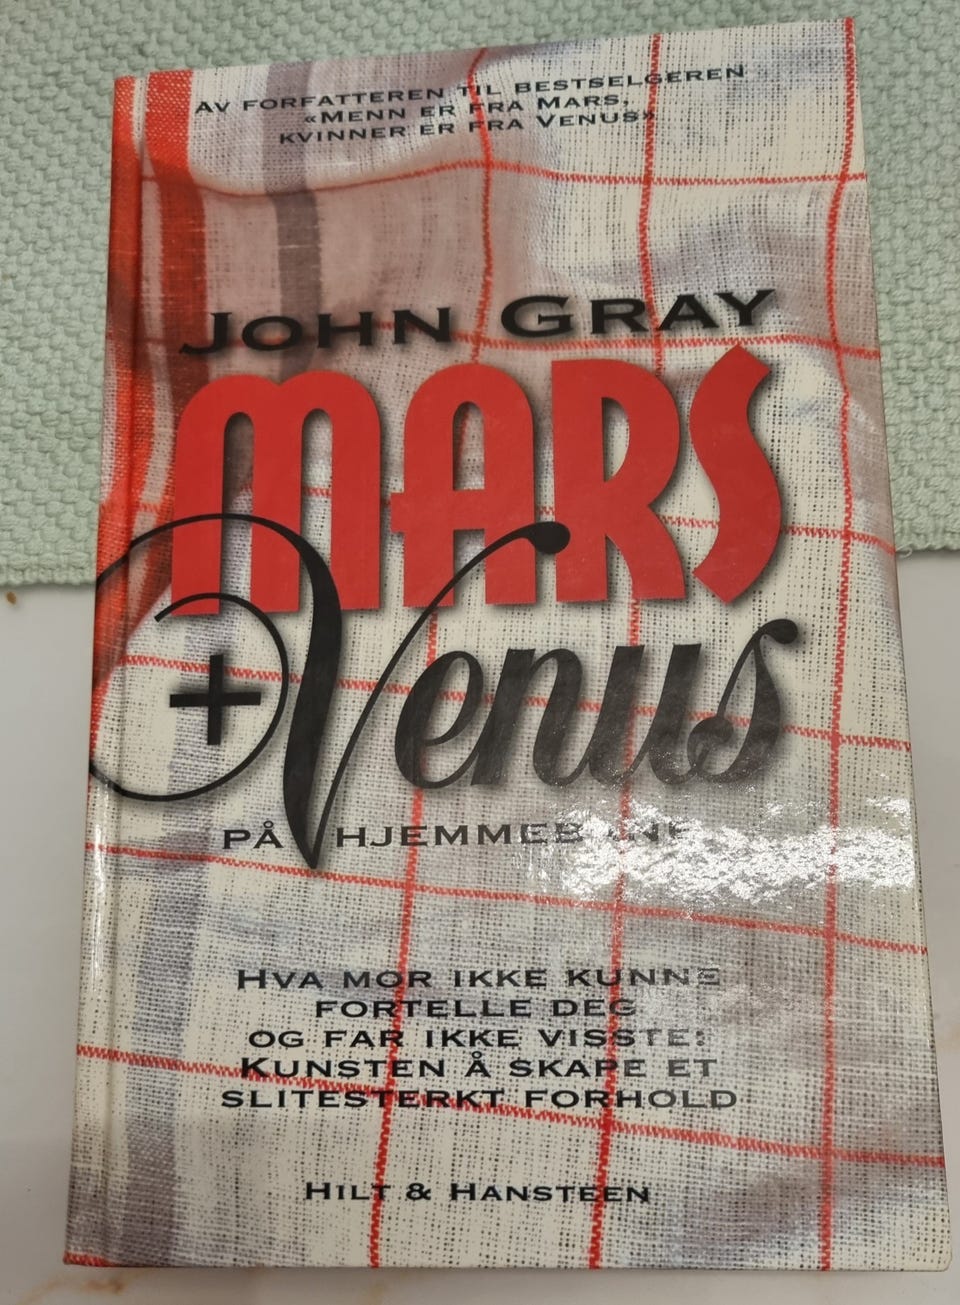 AV FORFATTEREN TIL BESTSELGEREN
«MENN ER FRA MARS,
KVINNER ER FRA VENUS»
JOHN GRAY
MARS
+Venus
PÅ HJEMMEBANE
HVA MOR IKKE KUNNE
FORTELLE DEG
OG FAR IKKE VISSTE:
KUNSTEN Å SKAPE ET
SLITESTERKT FORHOLD
HILT & HANSTEEN